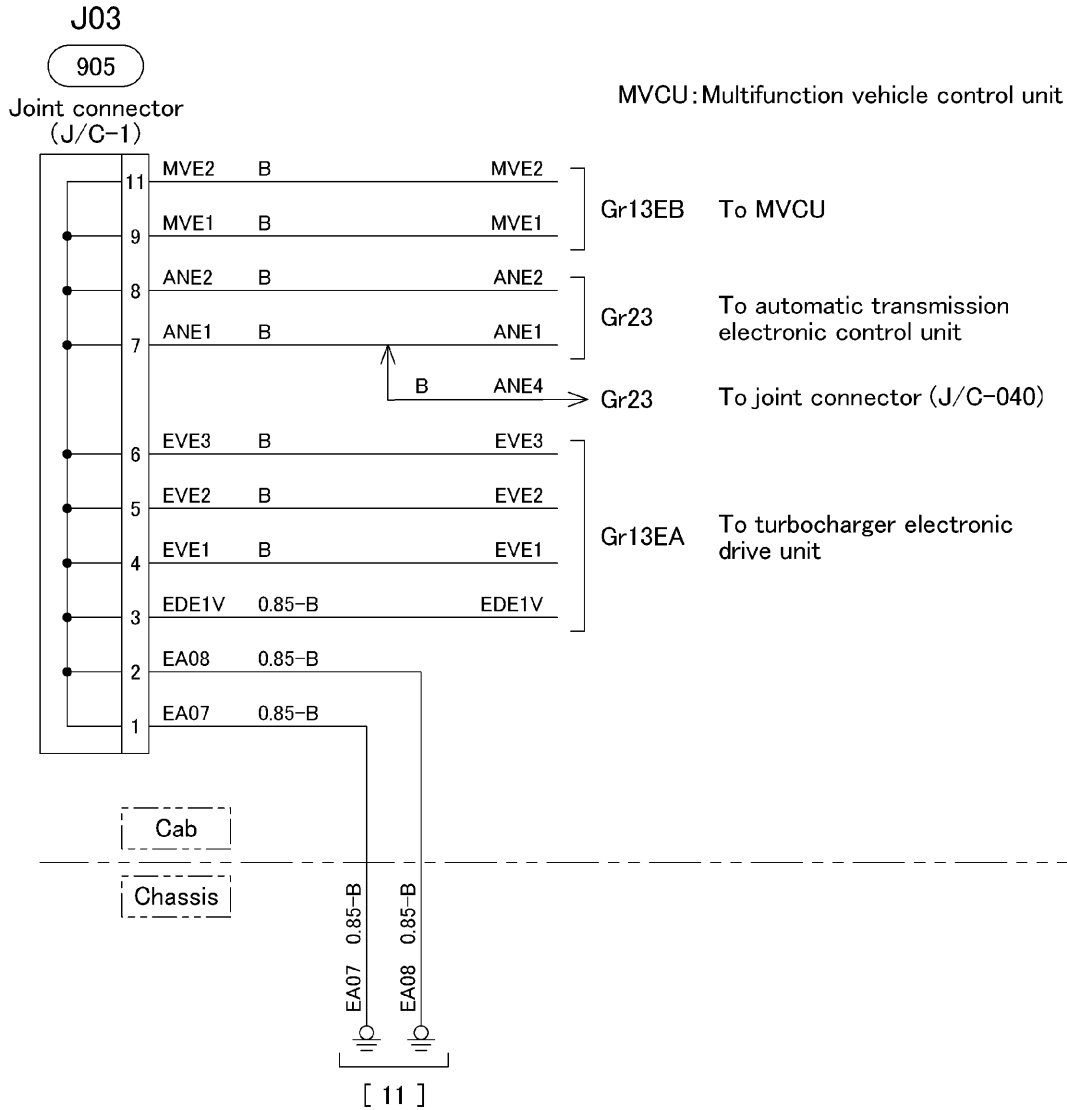 J03
905
Joint connector
(J/C-1)
MVCU:Multifunction vehicle control unit
11 MVE2 B MVE2
9 MVE1 B MVE1
Gr13EB To MVCU
8 ANE2 B ANE2
7 ANE1 B ANE1
Gr23 To automatic transmission
electronic control unit
B ANE4 Gr23 To joint connector (J/C-040)
6 EVE3 B EVE3
5 EVE2 B EVE2
4 EVE1 B EVE1
3 EDE1V 0.85-B EDE1V
Gr13EA To turbocharger electronic
drive unit
2 EA08 0.85-B
1 EA07 0.85-B
Cab
Chassis
EA07 0.85-B
EA08 0.85-B
[ 11 ]